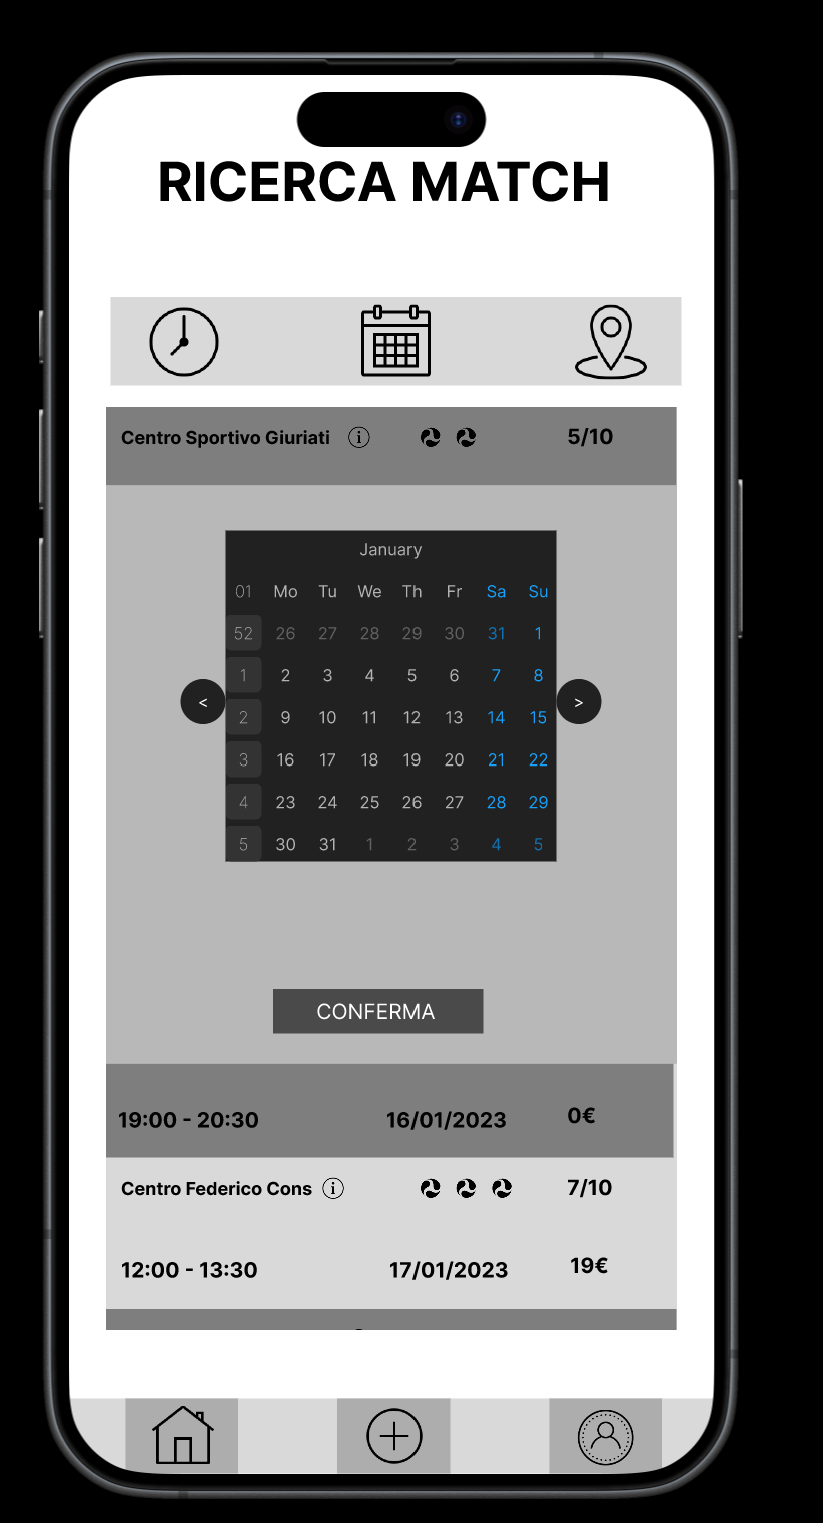 RICERCA MATCH
Centro Sportivo Giuriati i 5/10
January
01 Mo Tu We Th Fr Sa Su
52 26 27 28 29 30 31 1
1 2 3 4 5 6 7 8
2 9 10 11 12 13 14 15
< >
3 16 17 18 19 20 21 22
4 23 24 25 26 27 28 29
5 30 31 1 2 3 4 5
CONFERMA
19:00 - 20:30 16/01/2023 0€
Centro Federico Cons i 7/10
12:00 - 13:30 17/01/2023 19€